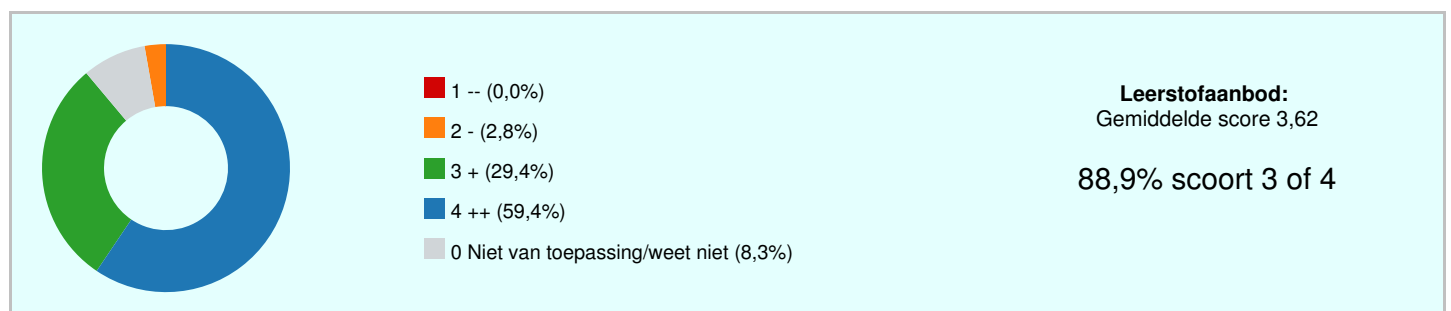 1 -- (0,0%)
2 - (2,8%)
3 + (29,4%)
4 ++ (59,4%)
0 Niet van toepassing/weet niet (8,3%)
Leerstofaanbod:
Gemiddelde score 3,62
88,9% scoort 3 of 4